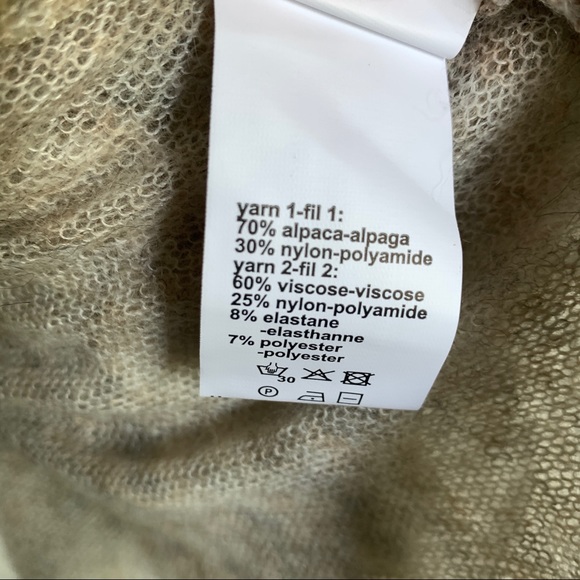 yarn 1-fil 1:
70% alpaca-alpaga
30% nylon-polyamide
yarn 2-fil 2:
60% viscose-viscose
25% nylon-polyamide
8% elastane
-elasthanne
7% polyester
-polyester
30
P